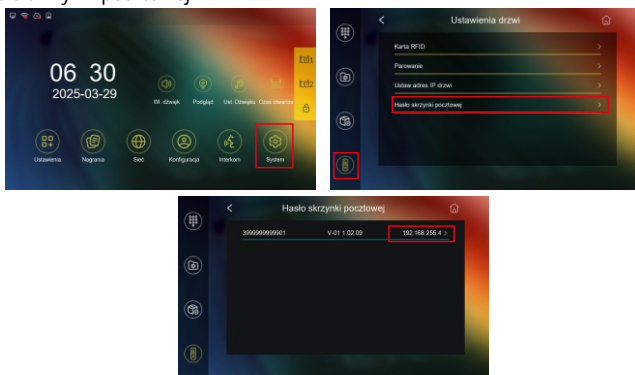 06 30
2025-03-29
Wł. dźwięk Podgląd Ust. Dźwięku Czas otwarcia
Ustawienia Nagrania Sieć Konfiguracja Interkom System
Ustawienia drzwi
Karta RFID
Parowanie
Ustaw adres IP drzwi
Hasło skrzynki pocztowej
Hasło skrzynki pocztowej
3999999999901 V-01 1.02.09 192.168.255.4